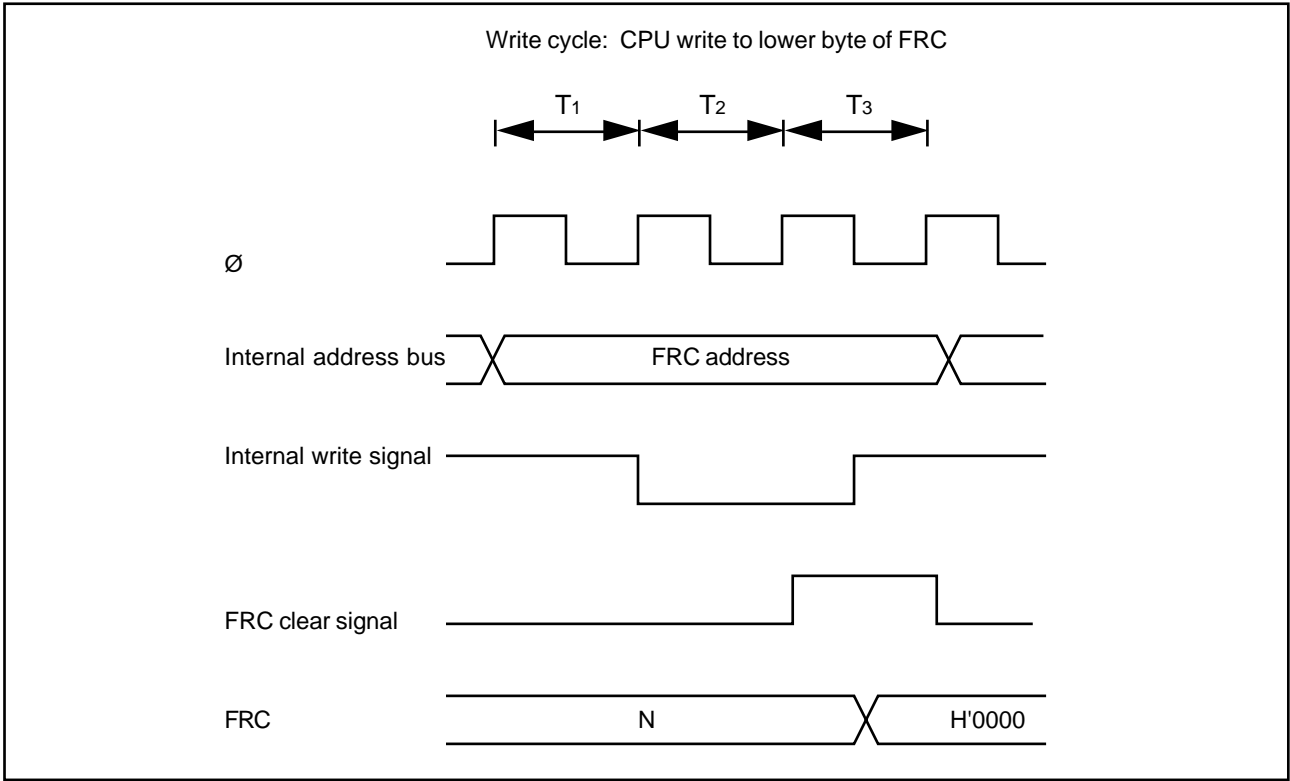 Write cycle: CPU write to lower byte of FRC
T1 T2 T3
Ø
Internal address bus FRC address
Internal write signal
FRC clear signal
FRC N H'0000